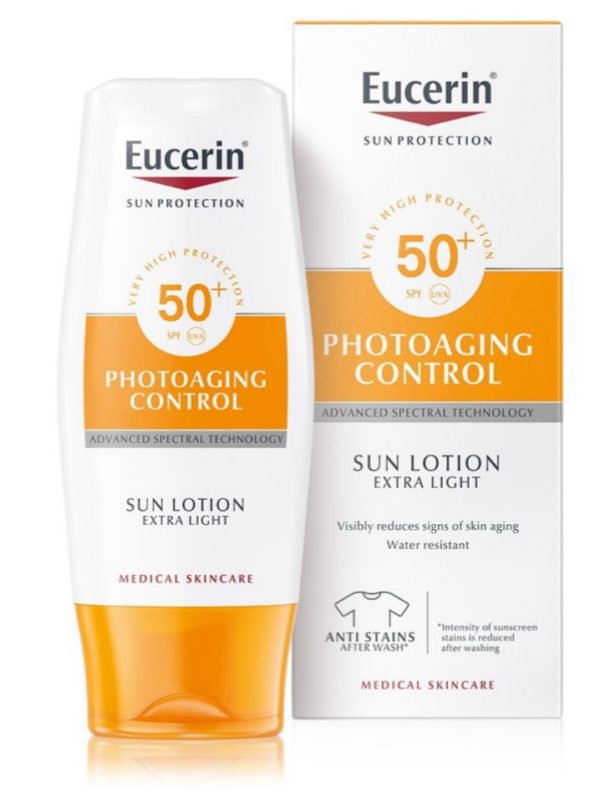 Eucerin®
SUN PROTECTION
VERY HIGH PROTECTION
50+
SPF UVA
PHOTOAGING
CONTROL
ADVANCED SPECTRAL TECHNOLOGY
SUN LOTION
EXTRA LIGHT
MEDICAL SKINCARE
Eucerin®
SUN PROTECTION
VERY HIGH PROTECTION
50+
SPF UVA
PHOTOAGING
CONTROL
ADVANCED SPECTRAL TECHNOLOGY
SUN LOTION
EXTRA LIGHT
Visibly reduces signs of skin aging
Water resistant
ANTI STAINS
AFTER WASH*
*Intensity of sunscreen
stains is reduced
after washing
MEDICAL SKINCARE